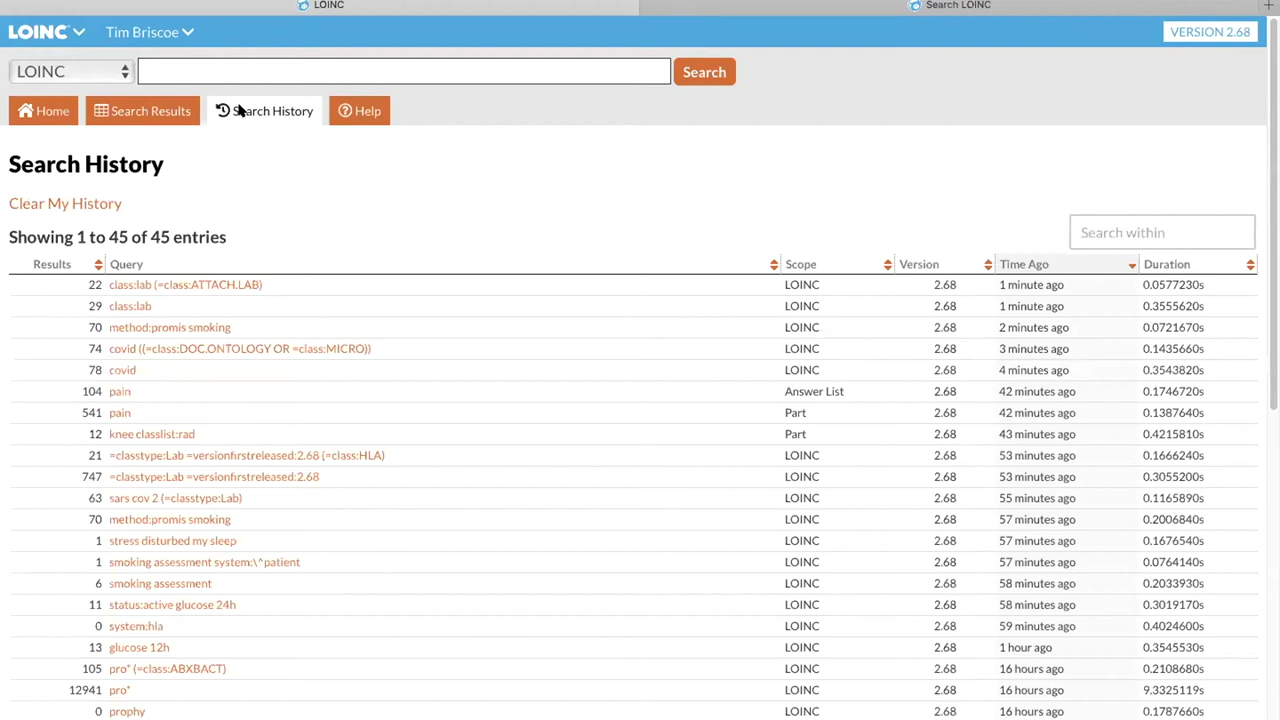 LOINC Search LOINC
LOINC Tim Briscoe VERSION 2.68
LOINC Search
Home Search Results Search History Help
Search History
Clear My History
Showing 1 to 45 of 45 entries Search within
Results Query Scope Version Time Ago Duration
22 class:lab (=class:ATTACH.LAB) LOINC 2.68 1 minute ago 0.0577230s
29 class:lab LOINC 2.68 1 minute ago 0.3555620s
70 method:promis smoking LOINC 2.68 2 minutes ago 0.0721670s
74 covid ((=class:DOC.ONTOLOGY OR =class:MICRO)) LOINC 2.68 3 minutes ago 0.1435660s
78 covid LOINC 2.68 4 minutes ago 0.3543820s
104 pain Answer List 2.68 42 minutes ago 0.1746720s
541 pain Part 2.68 42 minutes ago 0.1387640s
12 knee classlist:rad Part 2.68 43 minutes ago 0.4215810s
21 =classtype:Lab =versionfirstreleased:2.68 (=class:HLA) LOINC 2.68 53 minutes ago 0.1666240s
747 =classtype:Lab =versionfirstreleased:2.68 LOINC 2.68 53 minutes ago 0.3055200s
63 sars cov 2 (=classtype:Lab) LOINC 2.68 55 minutes ago 0.1165890s
70 method:promis smoking LOINC 2.68 57 minutes ago 0.2006840s
1 stress disturbed my sleep LOINC 2.68 57 minutes ago 0.1676540s
1 smoking assessment system:\^patient LOINC 2.68 57 minutes ago 0.0764140s
6 smoking assessment LOINC 2.68 58 minutes ago 0.2033930s
11 status:active glucose 24h LOINC 2.68 58 minutes ago 0.3019170s
0 system:hla LOINC 2.68 59 minutes ago 0.4024600s
13 glucose 12h LOINC 2.68 1 hour ago 0.3545530s
105 pro* (=class:ABXBACT) LOINC 2.68 16 hours ago 0.2108680s
12941 pro* LOINC 2.68 16 hours ago 9.3325119s
0 prophy LOINC 2.68 16 hours ago 0.1787660s